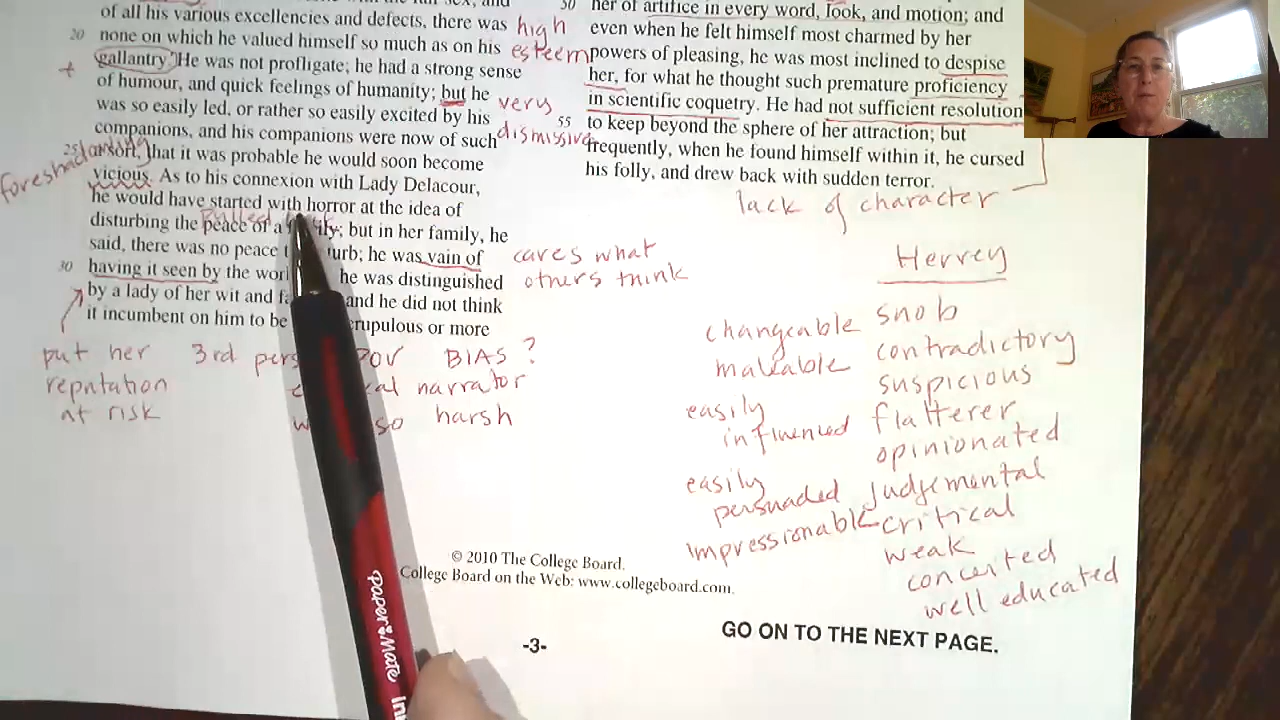 of all his various excellencies and defects, there was high
20 none on which he valued himself so much as on his esteem
gallantry. He was not profligate; he had a strong sense
+
of humour, and quick feelings of humanity; but he
was so easily led, or rather so easily excited by his very
companions, and his companions were now of such dismissive
25 a sort, that it was probable he would soon become
foreshadowing
vicious. As to his connexion with Lady Delacour,
he would have started with horror at the idea of
disturbing the peace of a family; but in her family, he
said, there was no peace to disturb; he was vain of cares what
30 having it seen by the world he was distinguished others think
by a lady of her wit and and he did not think
it incumbent on him to be scrupulous or more
put her 3rd pers POV BIAS ?
reputation cal narrator
at risk w so harsh
50 her of artifice in every word, look, and motion; and
even when he felt himself most charmed by her
powers of pleasing, he was most inclined to despise
her, for what he thought such premature proficiency
in scientific coquetry. He had not sufficient resolution
55 to keep beyond the sphere of her attraction; but
frequently, when he found himself within it, he cursed
his folly, and drew back with sudden terror.
lack of character
Hervey
changeable snob
maleable contradictory
suspicious
easily flatterer
influenced opinionated
easily judgemental
persuaded critical
impressionable weak
conceited
well educated
© 2010 The College Board.
College Board on the Web: www.collegeboard.com.
GO ON TO THE NEXT PAGE.
-3-
paper:mate